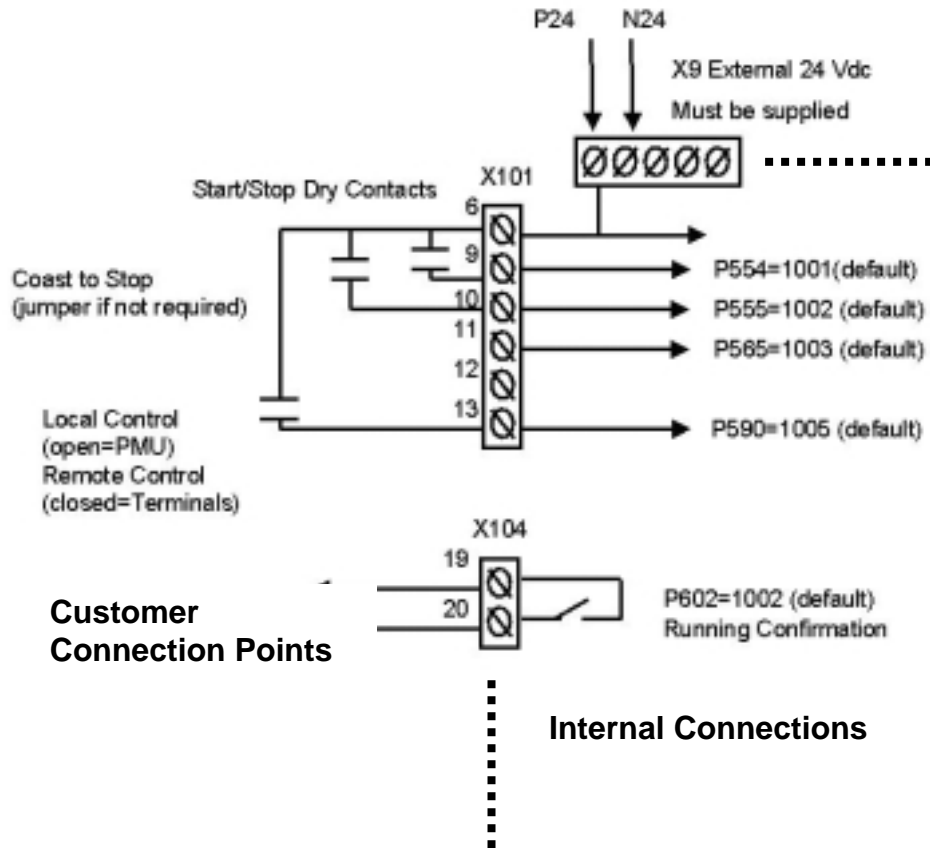 P24 N24
X9 External 24 Vdc
Must be supplied
X101
Start/Stop Dry Contacts
6
9
P554=1001(default)
Coast to Stop
(jumper if not required)
10
P555=1002 (default)
11
P565=1003 (default)
12
13
Local Control
(open=PMU)
Remote Control
(closed=Terminals)
P590=1005 (default)
X104
19
20
P602=1002 (default)
Running Confirmation
Customer
Connection Points
Internal Connections